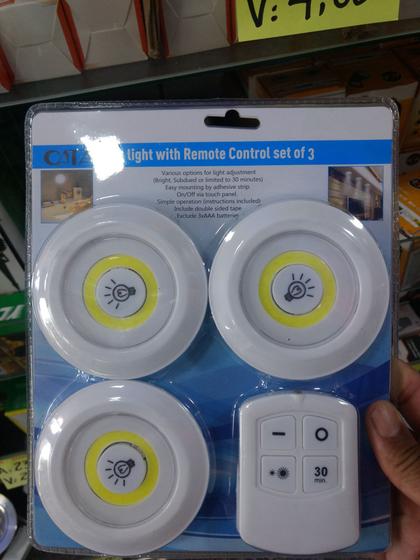 light with Remote Control set of 3
Various options for light adjustment
(Bright, Subdued or limited to 30 minutes)
Easy mounting by adhesive strip
On/Off via touch panel
Simple operation (instructions included)
Include double sided tape
Exclude 3xAAA batteries
30
min.